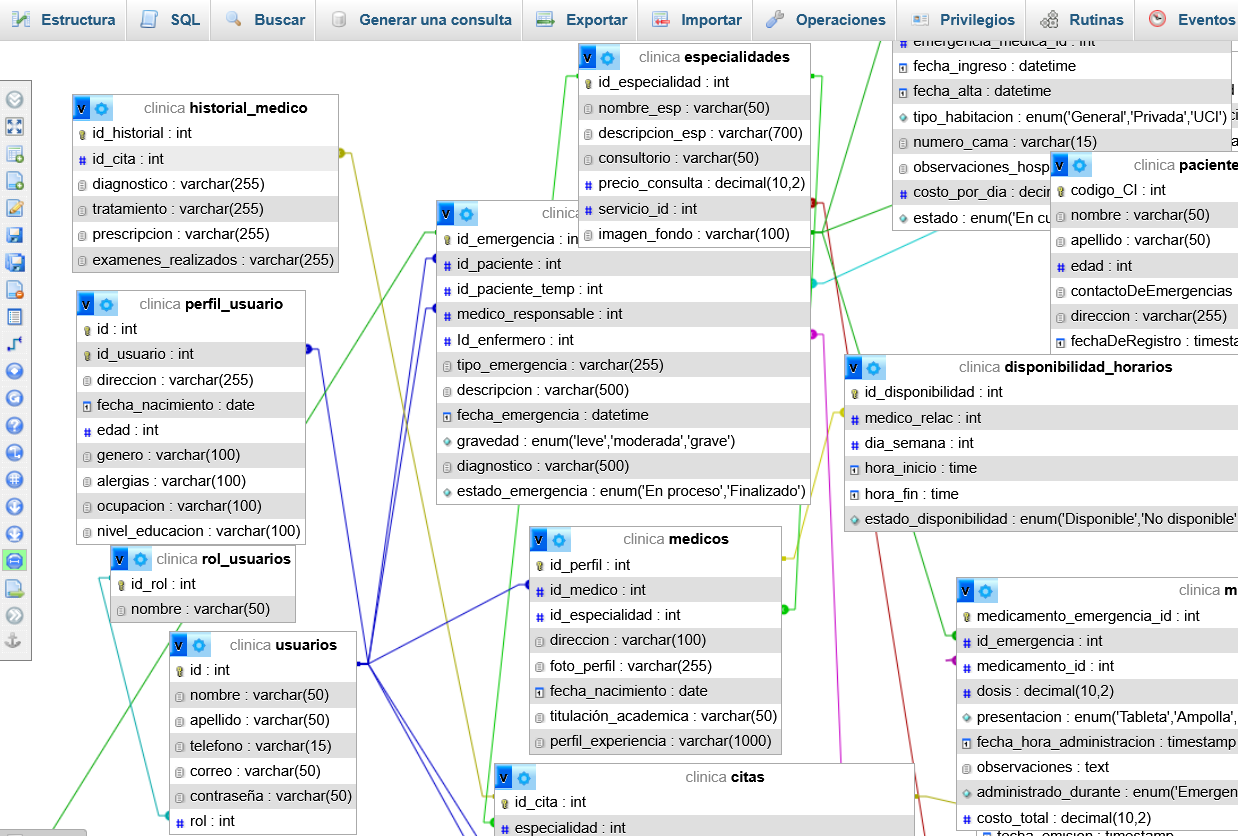 Estructura SQL Buscar Generar una consulta Exportar Importar Operaciones Privilegios Rutinas Eventos
clinica historial_medico
id_historial : int
id_cita : int
diagnostico : varchar(255)
tratamiento : varchar(255)
prescripcion : varchar(255)
examenes_realizados : varchar(255)
clinica perfil_usuario
id : int
id_usuario : int
direccion : varchar(255)
fecha_nacimiento : date
edad : int
genero : varchar(100)
alergias : varchar(100)
ocupacion : varchar(100)
nivel_educacion : varchar(100)
clinica rol_usuarios
id_rol : int
nombre : varchar(50)
clinica usuarios
id : int
nombre : varchar(50)
apellido : varchar(50)
telefono : varchar(15)
correo : varchar(50)
contraseña : varchar(50)
rol : int
clinica especialidades
id_especialidad : int
nombre_esp : varchar(50)
descripcion_esp : varchar(700)
consultorio : varchar(50)
precio_consulta : decimal(10,2)
servicio_id : int
imagen_fondo : varchar(100)
clinica
id_emergencia : in
id_paciente : int
id_paciente_temp : int
medico_responsable : int
Id_enfermero : int
tipo_emergencia : varchar(255)
descripcion : varchar(500)
fecha_emergencia : datetime
gravedad : enum('leve','moderada','grave')
diagnostico : varchar(500)
estado_emergencia : enum('En proceso','Finalizado')
clinica medicos
id_perfil : int
id_medico : int
id_especialidad : int
direccion : varchar(100)
foto_perfil : varchar(255)
fecha_nacimiento : date
titulación_academica : varchar(50)
perfil_experiencia : varchar(1000)
clinica citas
id_cita : int
especialidad : int
emergencia_medica_id : int
fecha_ingreso : datetime
fecha_alta : datetime
tipo_habitacion : enum('General','Privada','UCI')
numero_cama : varchar(15)
observaciones_hosp
costo_por_dia : decir
estado : enum('En cu
clinica paciente
codigo_CI : int
nombre : varchar(50)
apellido : varchar(50)
edad : int
contactoDeEmergencias
direccion : varchar(255)
fechaDeRegistro : timesta
clinica disponibilidad_horarios
id_disponibilidad : int
medico_relac : int
dia_semana : int
hora_inicio : time
hora_fin : time
estado_disponibilidad : enum('Disponible','No disponible'
clinica m
medicamento_emergencia_id : int
id_emergencia : int
medicamento_id : int
dosis : decimal(10,2)
presentacion : enum('Tableta','Ampolla',
fecha_hora_administracion : timestamp
observaciones : text
administrado_durante : enum('Emergen
costo_total : decimal(10,2)
fecha_emision : timestamp